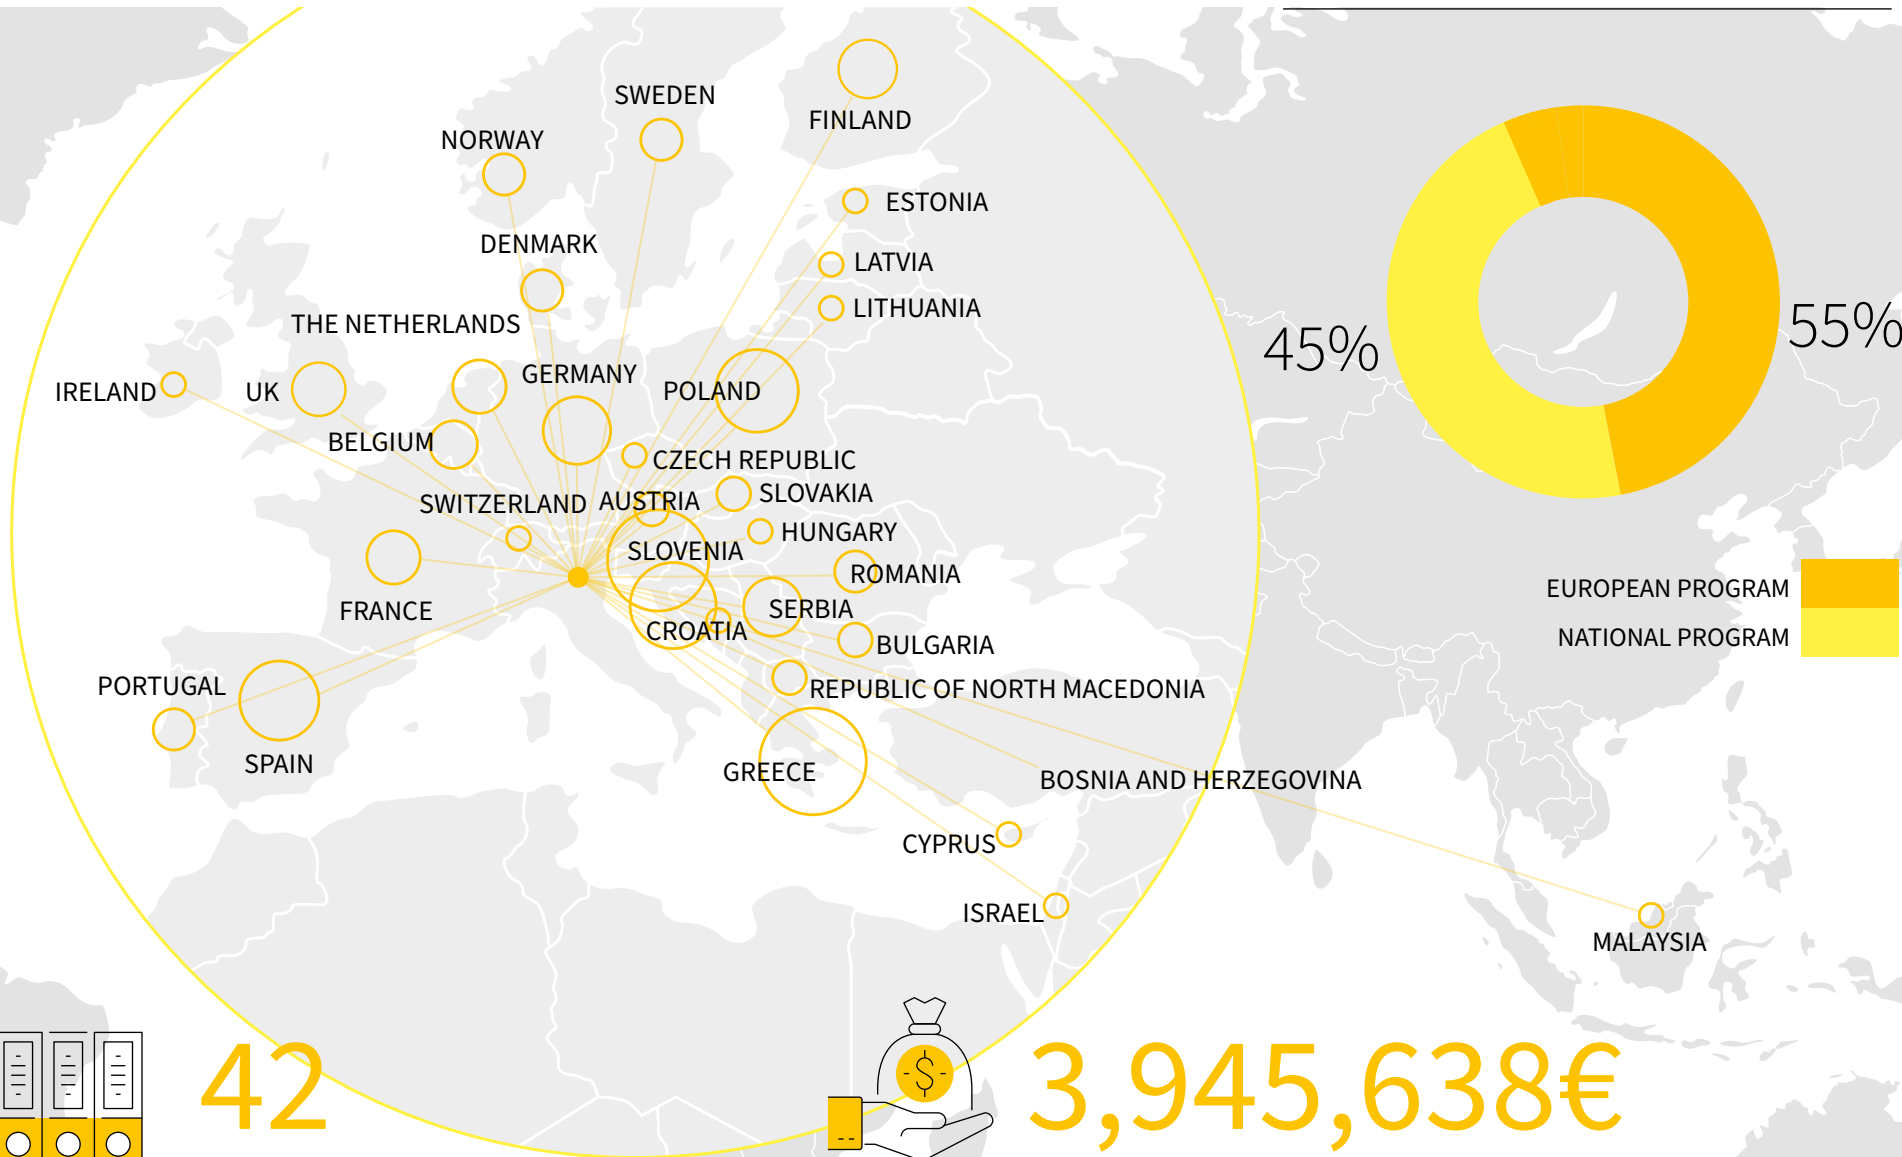 SWEDEN
FINLAND
NORWAY
ESTONIA
DENMARK
LATVIA
LITHUANIA
THE NETHERLANDS
55%
45%
GERMANY
IRELAND
UK
POLAND
BELGIUM
CZECH REPUBLIC
SLOVAKIA
SWITZERLAND
AUSTRIA
HUNGARY
SLOVENIA
ROMANIA
EUROPEAN PROGRAM
FRANCE
SERBIA
CROATIA
NATIONAL PROGRAM
BULGARIA
PORTUGAL
REPUBLIC OF NORTH MACEDONIA
SPAIN
GREECE
BOSNIA AND HERZEGOVINA
CYPRUS
ISRAEL
MALAYSIA
42
$
3,945,638€